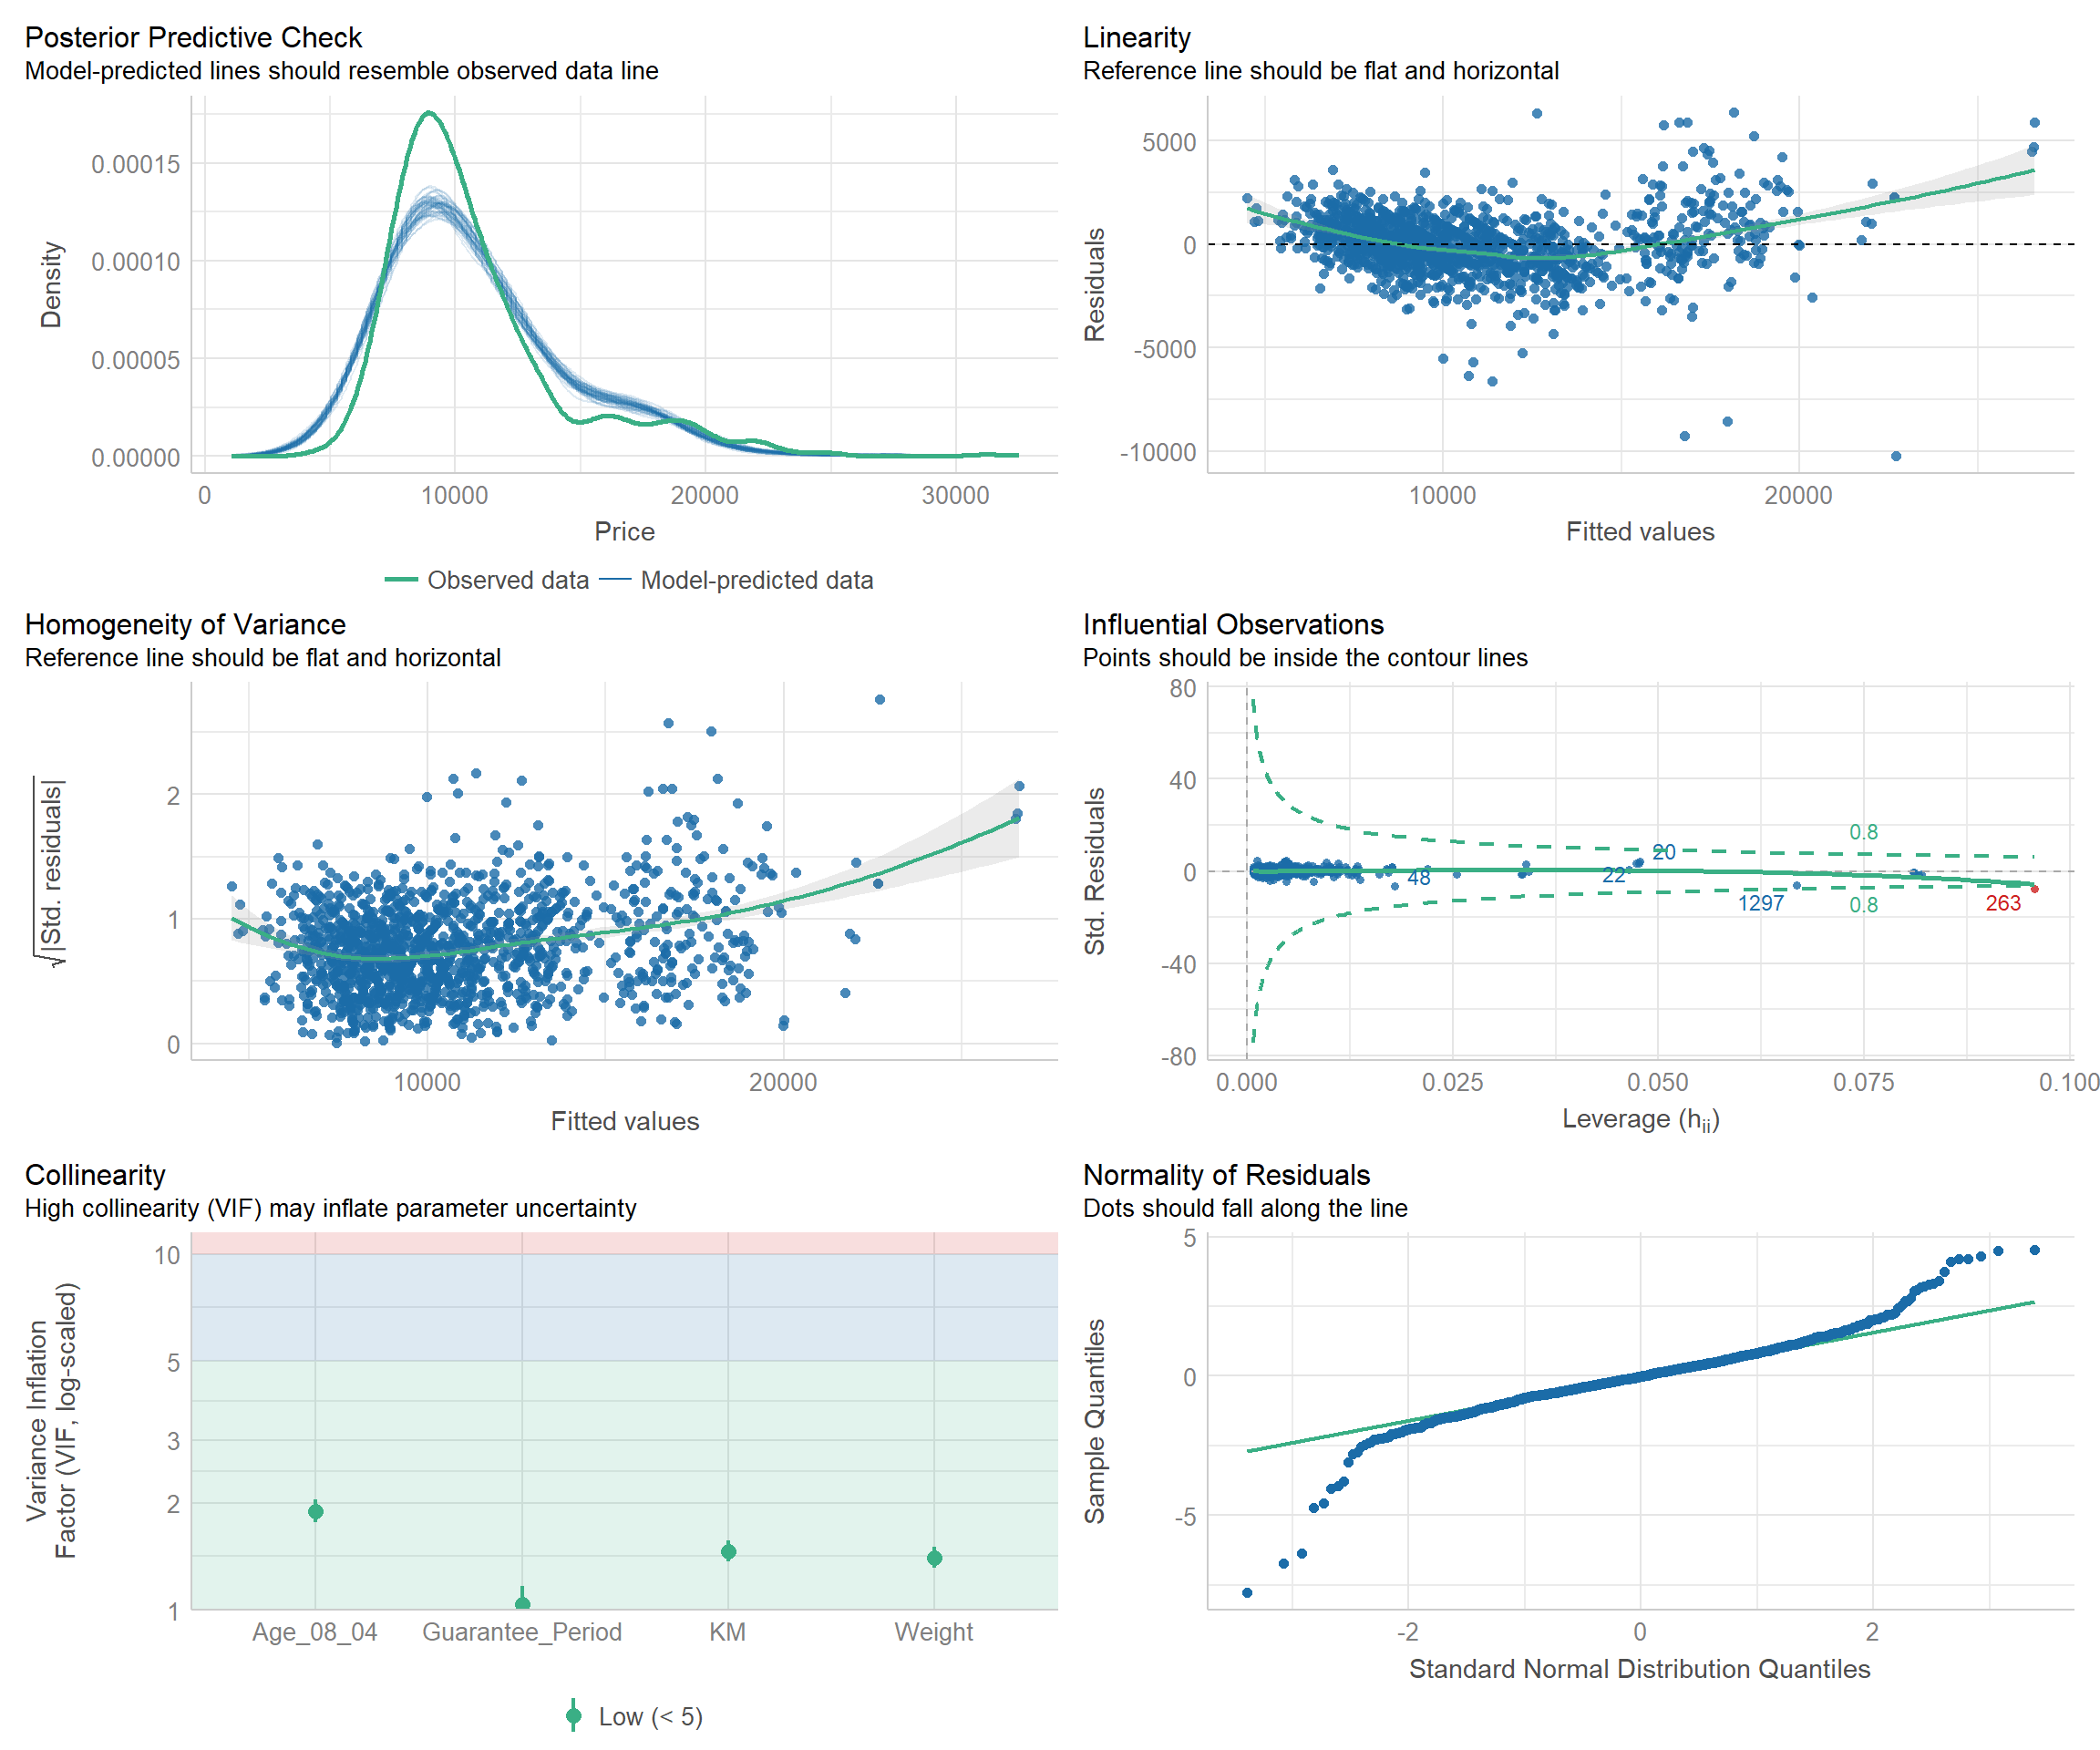 Posterior Predictive Check
Model-predicted lines should resemble observed data line
0.00015
0.00010
0.00005
0.00000
Density
0 10000 20000 30000
Price
Observed data Model-predicted data
Linearity
Reference line should be flat and horizontal
5000
0
-5000
-10000
Residuals
10000 20000
Fitted values
Homogeneity of Variance
Reference line should be flat and horizontal
2
1
0
√|Std. residuals|
10000 20000
Fitted values
Influential Observations
Points should be inside the contour lines
80
40
0
-40
-80
Std. Residuals
0.8
20
48
22
1297
0.8
263
0.000 0.025 0.050 0.075 0.100
Leverage (hii)
Collinearity
High collinearity (VIF) may inflate parameter uncertainty
10
5
3
2
1
Variance Inflation
Factor (VIF, log-scaled)
Age_08_04 Guarantee_Period KM Weight
Low (< 5)
Normality of Residuals
Dots should fall along the line
5
0
-5
Sample Quantiles
-2 0 2
Standard Normal Distribution Quantiles